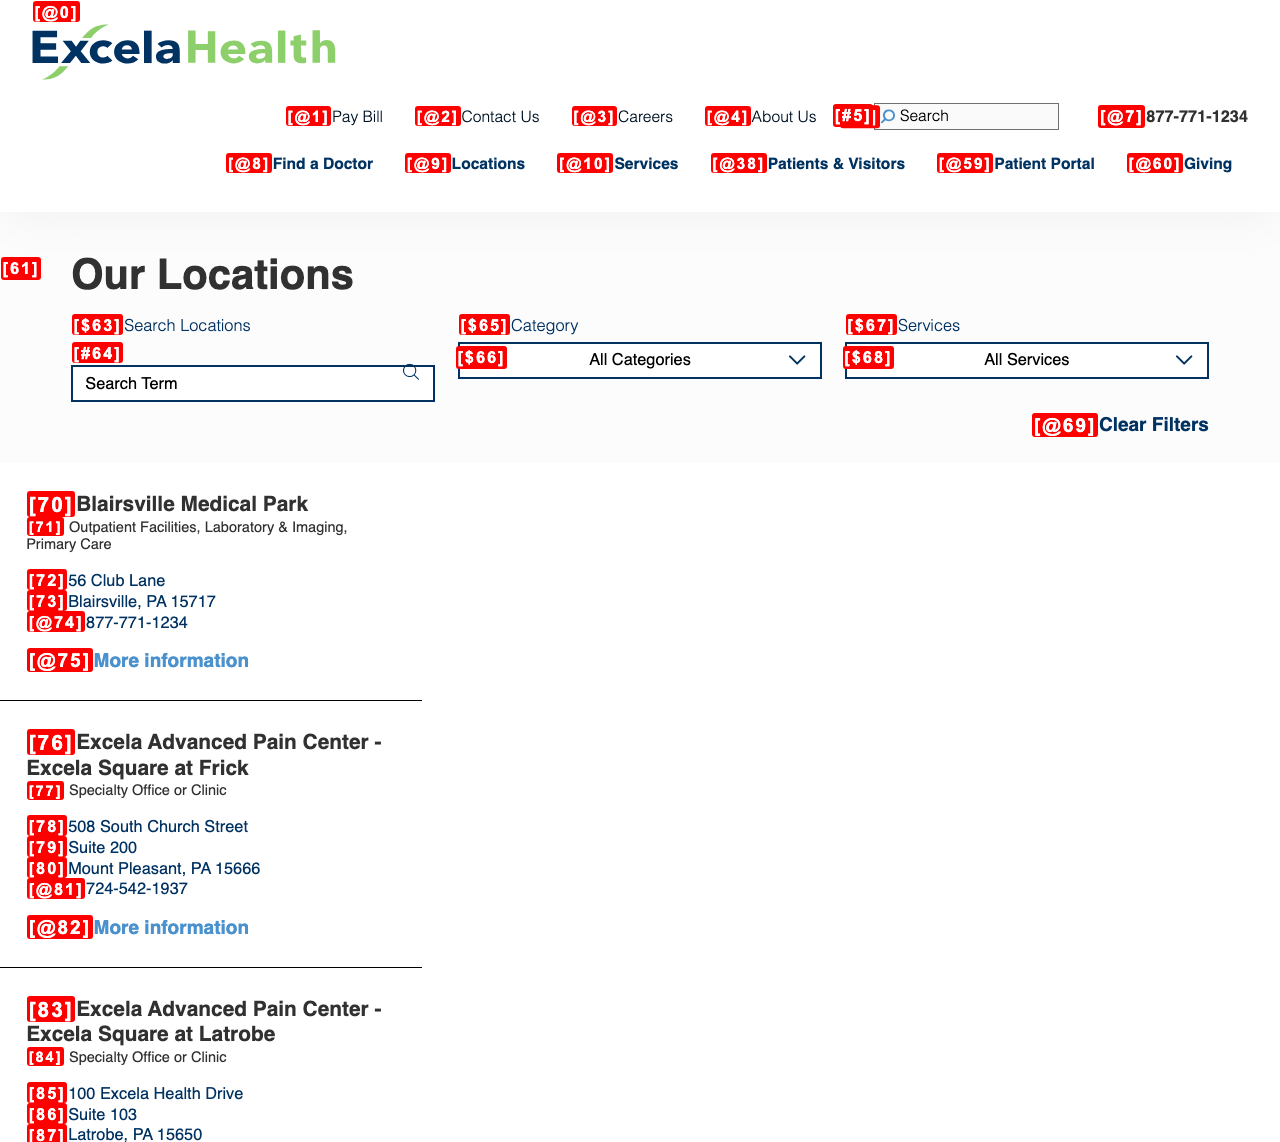 [@0]
ExcelaHealth
[@1] Pay Bill [@2] Contact Us [@3] Careers [@4] About Us [#5] Search [@7] 877-771-1234
[@8] Find a Doctor [@9] Locations [@10] Services [@38] Patients & Visitors [@59] Patient Portal [@60] Giving
[61] Our Locations
[$63] Search Locations [$65] Category [$67] Services
[#64] [$66] All Categories [$68] All Services
Search Term
[@69] Clear Filters
[70] Blairsville Medical Park
[71] Outpatient Facilities, Laboratory & Imaging,
Primary Care
[72] 56 Club Lane
[73] Blairsville, PA 15717
[@74] 877-771-1234
[@75] More information
[76] Excela Advanced Pain Center -
Excela Square at Frick
[77] Specialty Office or Clinic
[78] 508 South Church Street
[79] Suite 200
[80] Mount Pleasant, PA 15666
[@81] 724-542-1937
[@82] More information
[83] Excela Advanced Pain Center -
Excela Square at Latrobe
[84] Specialty Office or Clinic
[85] 100 Excela Health Drive
[86] Suite 103
[87] Latrobe, PA 15650